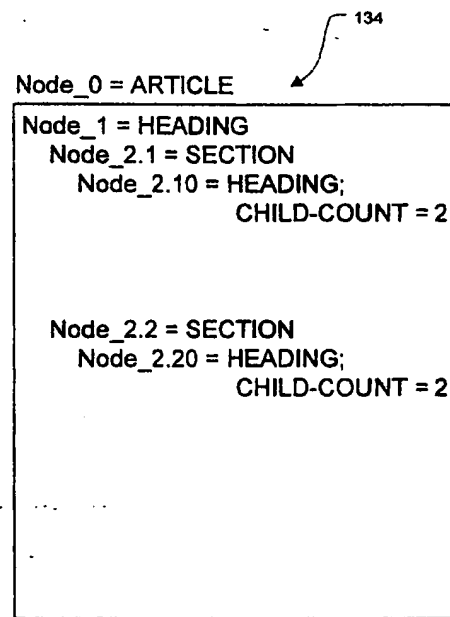 134
Node_0 = ARTICLE
Node_1 = HEADING
Node_2.1 = SECTION
Node_2.10 = HEADING;
CHILD-COUNT = 2
Node_2.2 = SECTION
Node_2.20 = HEADING;
CHILD-COUNT = 2